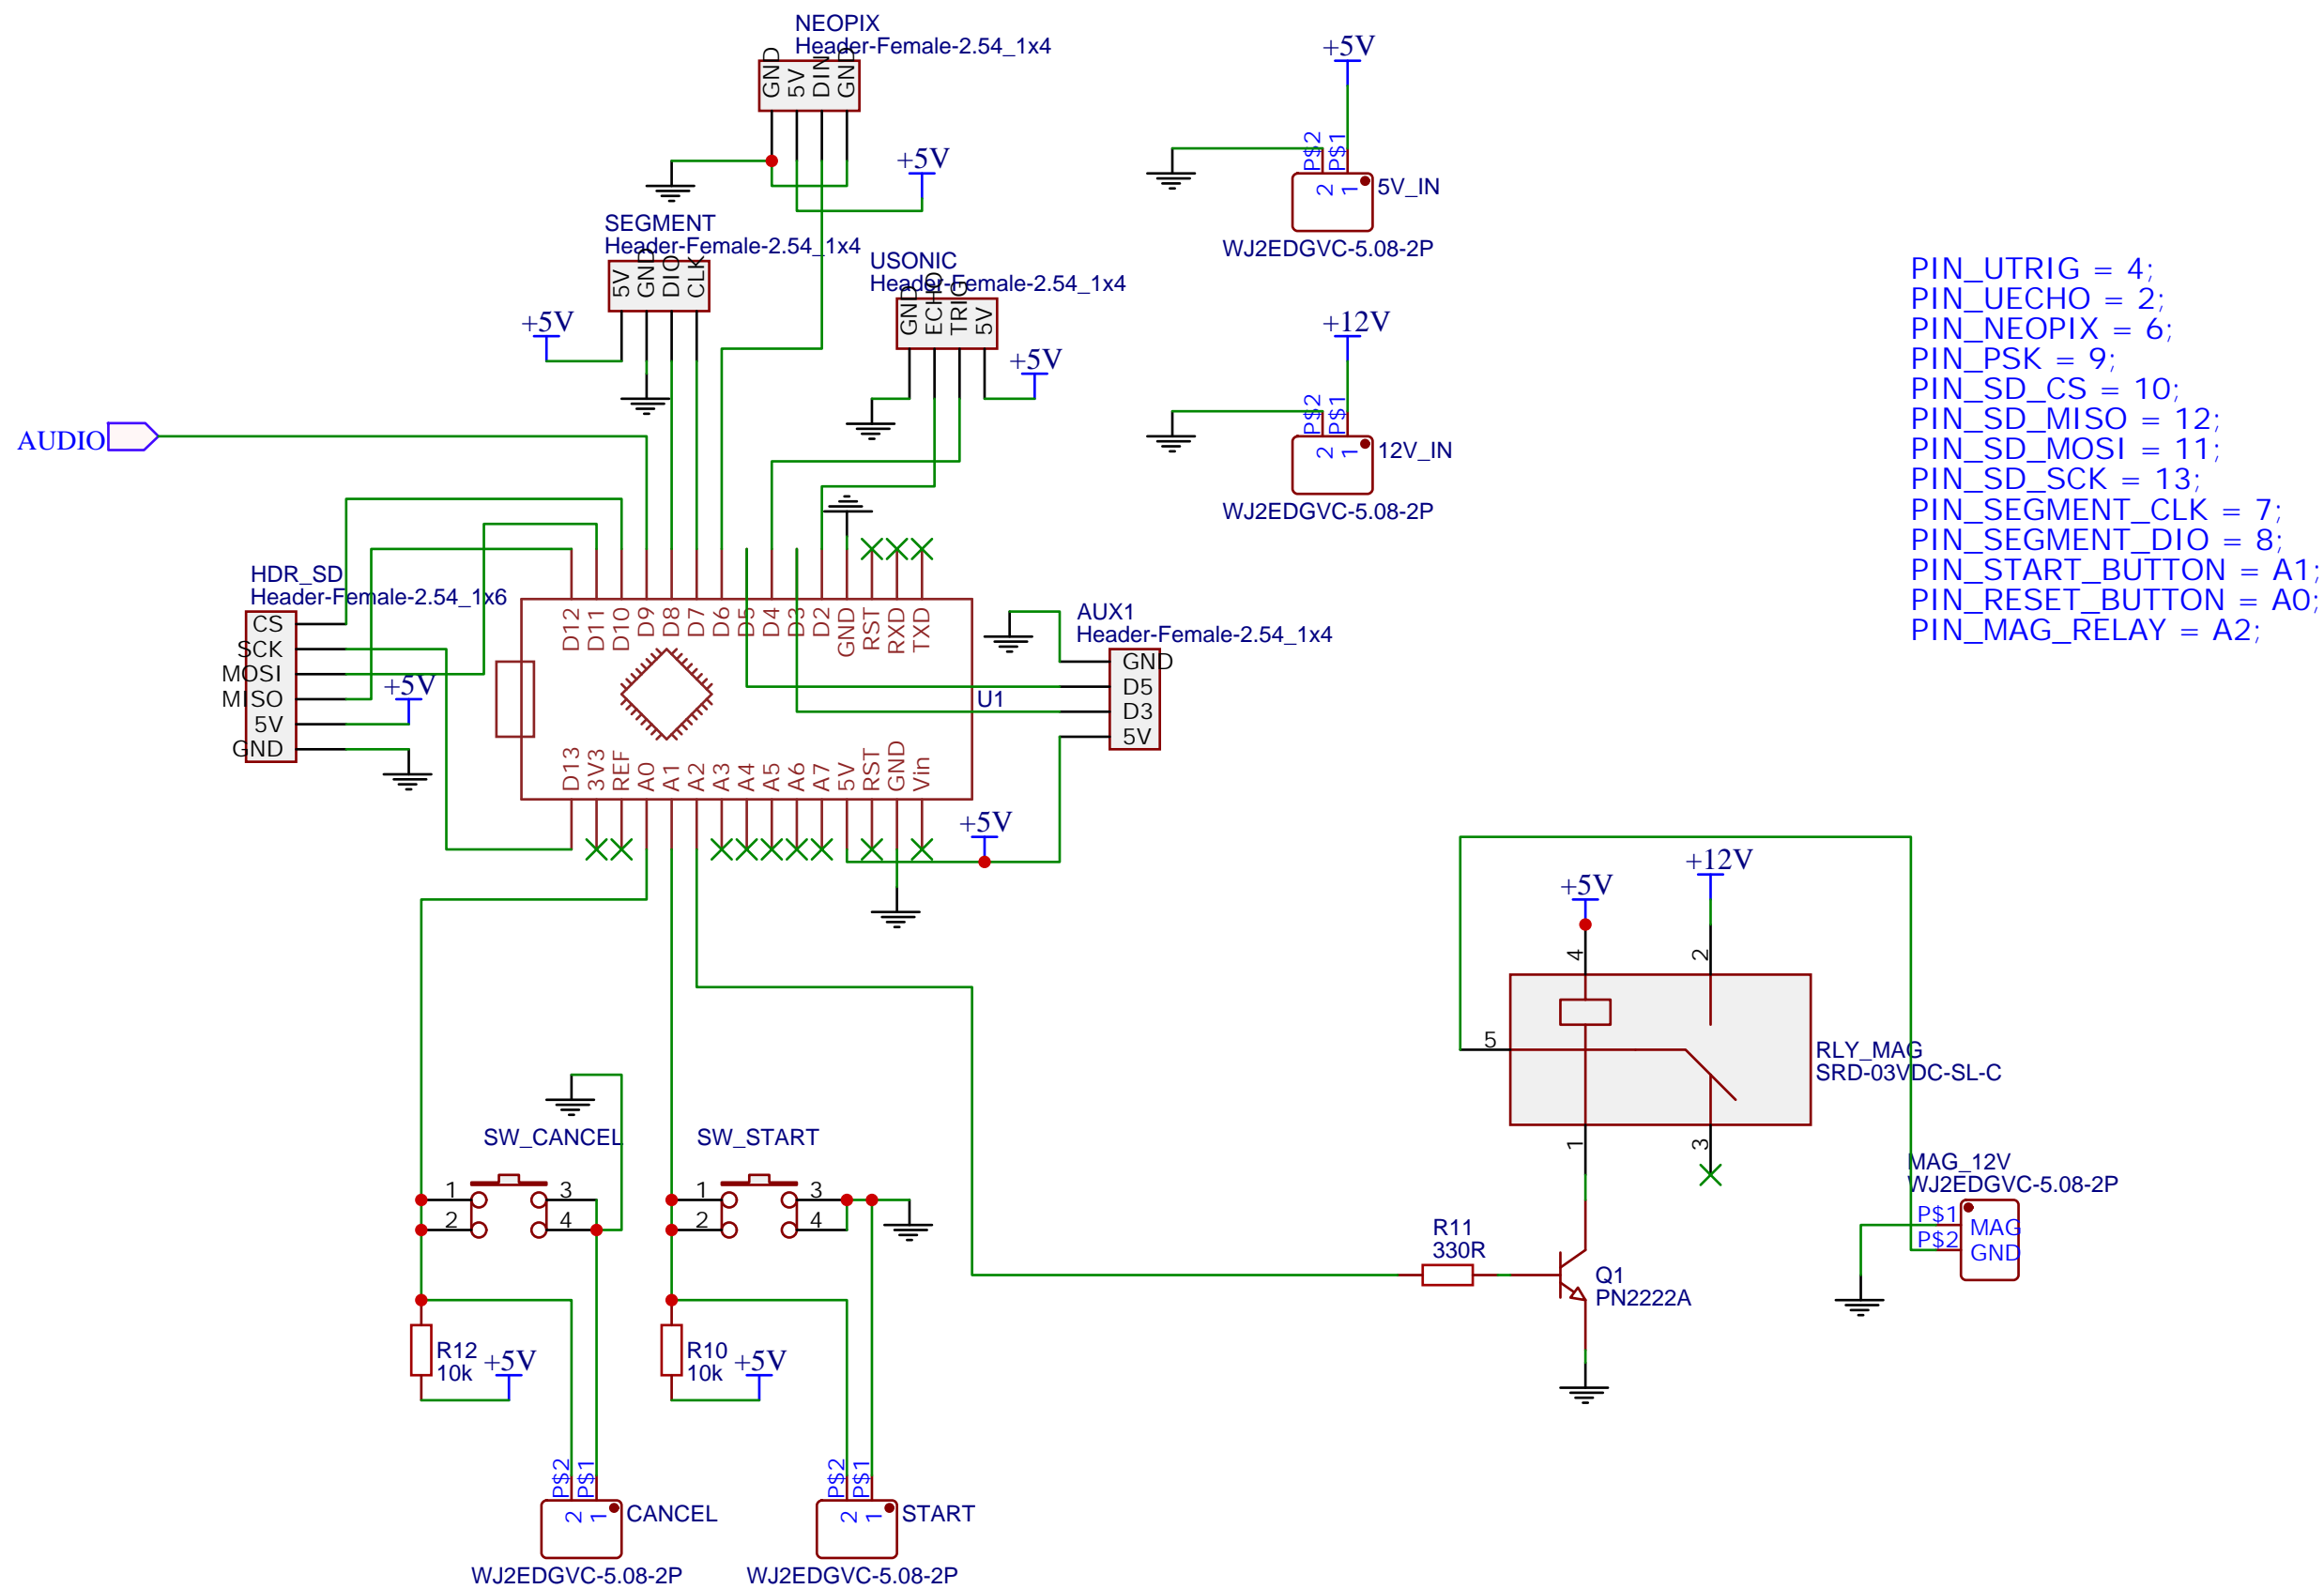 NEOPIX
Header-Female-2.54_1x4
GND
5V
DIN
GND
+5V
SEGMENT
Header-Female-2.54_1x4
5V
GND
DIO
CLK
+5V
USONIC
Header-Female-2.54_1x4
GND
ECHO
TRIG
5V
+5V
+5V
P$2
P$1
2
1
5V_IN
WJ2EDGVC-5.08-2P
+12V
P$2
P$1
2
1
12V_IN
WJ2EDGVC-5.08-2P
PIN_UTRIG = 4;
PIN_UECHO = 2;
PIN_NEOPIX = 6;
PIN_PSK = 9;
PIN_SD_CS = 10;
PIN_SD_MISO = 12;
PIN_SD_MOSI = 11;
PIN_SD_SCK = 13;
PIN_SEGMENT_CLK = 7;
PIN_SEGMENT_DIO = 8;
PIN_START_BUTTON = A1;
PIN_RESET_BUTTON = A0;
PIN_MAG_RELAY = A2;
AUDIO
HDR_SD
Header-Female-2.54_1x6
CS
SCK
MOSI
MISO
5V
GND
+5V
D12
D11
D10
D9
D8
D7
D6
D5
D4
D3
D2
GND
RST
RXD
TXD
U1
D13
3V3
REF
A0
A1
A2
A3
A4
A5
A6
A7
5V
RST
GND
Vin
+5V
AUX1
Header-Female-2.54_1x4
GND
D5
D3
5V
+5V
+12V
4
2
5
1
3
RLY_MAG
SRD-03VDC-SL-C
MAG_12V
WJ2EDGVC-5.08-2P
P$1
P$2
MAG
GND
R11
330R
Q1
PN2222A
SW_CANCEL
1
2
3
4
SW_START
1
2
3
4
R12
10k
+5V
R10
10k
+5V
P$2
P$1
2
1
CANCEL
WJ2EDGVC-5.08-2P
P$2
P$1
2
1
START
WJ2EDGVC-5.08-2P